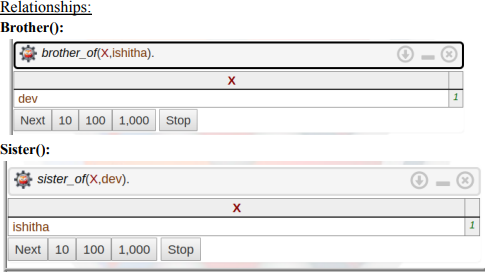 Relationships:
Brother():
brother_of(X,ishitha).
X
dev 1
Next 10 100 1,000 Stop
Sister():
sister_of(X,dev).
X
ishitha 1
Next 10 100 1,000 Stop